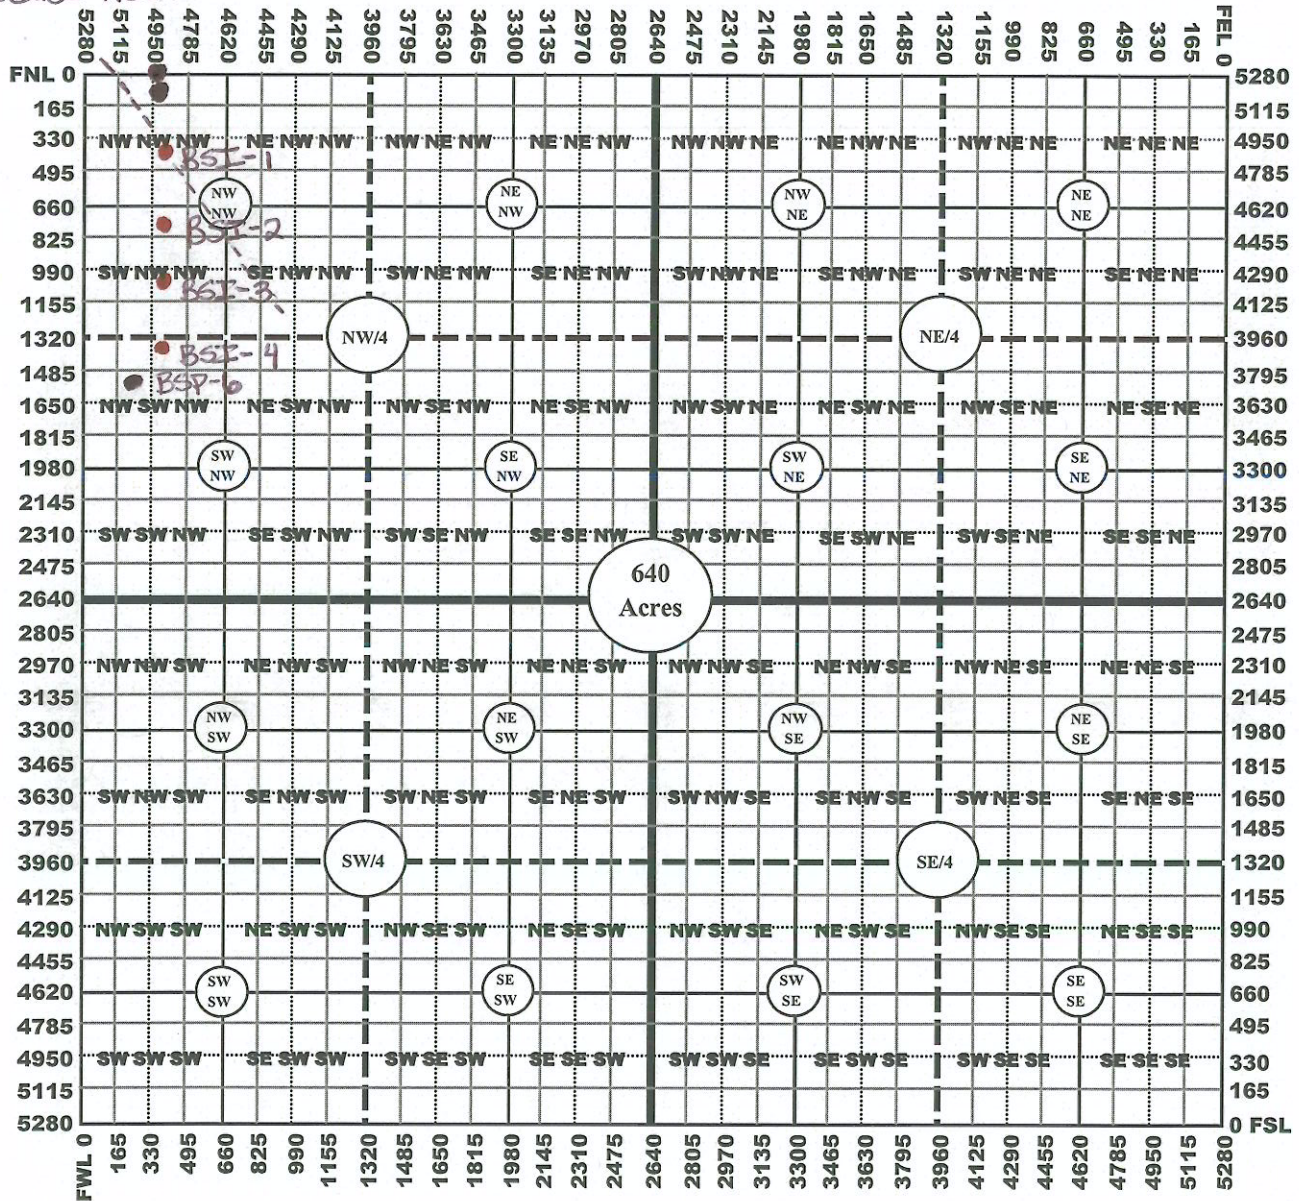 5280 5115 4950 4785 4620 4455 4290 4125 3960 3795 3630 3465 3300 3135 2970 2805 2640 2475 2310 2145 1980 1815 1650 1485 1320 1155 990 825 660 495 330 165 FEL 0
FNL 0 5280
165 5115
330 NW NW NW NE NW NW NW NE NW NE NE NW NW NW NE NE NW NE NW NE NE NE NE NE 4950
BSI-1
495 4785
NW NE NW NE
660 NW NW NE NE 4620
BSI-2
825 4455
990 SW NW NW SE NW NW SW NE NW SE NE NW SW NW NE SE NW NE SW NE NE SE NE NE 4290
BSI-3
1155 4125
1320 NW/4 NE/4 3960
BSI-4
1485 3795
BSP-6
1650 NW SW NW NE SW NW NW SE NW NE SE NW NW SW NE NE SW NE NW SE NE NE SE NE 3630
1815 3465
SW SE SW SE
1980 NW NW NE NE 3300
2145 3135
2310 SW SW NW SE SW NW SW SE NW SE SE NW SW SW NE SE SW NE SW SE NE SE SE NE 2970
2475 640 2805
2640 Acres 2640
2805 2475
2970 NW NW SW NE NW SW NW NE SW NE NE SW NW NW SE NE NW SE NW NE SE NE NE SE 2310
3135 2145
NW NE NW NE
3300 SW SW SE SE 1980
3465 1815
3630 SW NW SW SE NW SW SW NE SW SE NE SW SW NW SE SE NW SE SW NE SE SE NE SE 1650
3795 1485
3960 SW/4 SE/4 1320
4125 1155
4290 NW SW SW NE SW SW NW SE SW NE SE SW NW SW SE NE SW SE NW SE SE NE SE SE 990
4455 825
SW SE SW SE
4620 SW SW SE SE 660
4785 495
4950 SW SW SW SE SW SW SW SE SW SE SE SW SW SW SE SE SW SE SW SE SE SE SE SE 330
5115 165
5280 0 FSL
FWL 0 165 330 495 660 825 990 1155 1320 1485 1650 1815 1980 2145 2310 2475 2640 2805 2970 3135 3300 3465 3630 3795 3960 4125 4290 4455 4620 4785 4950 5115 5280